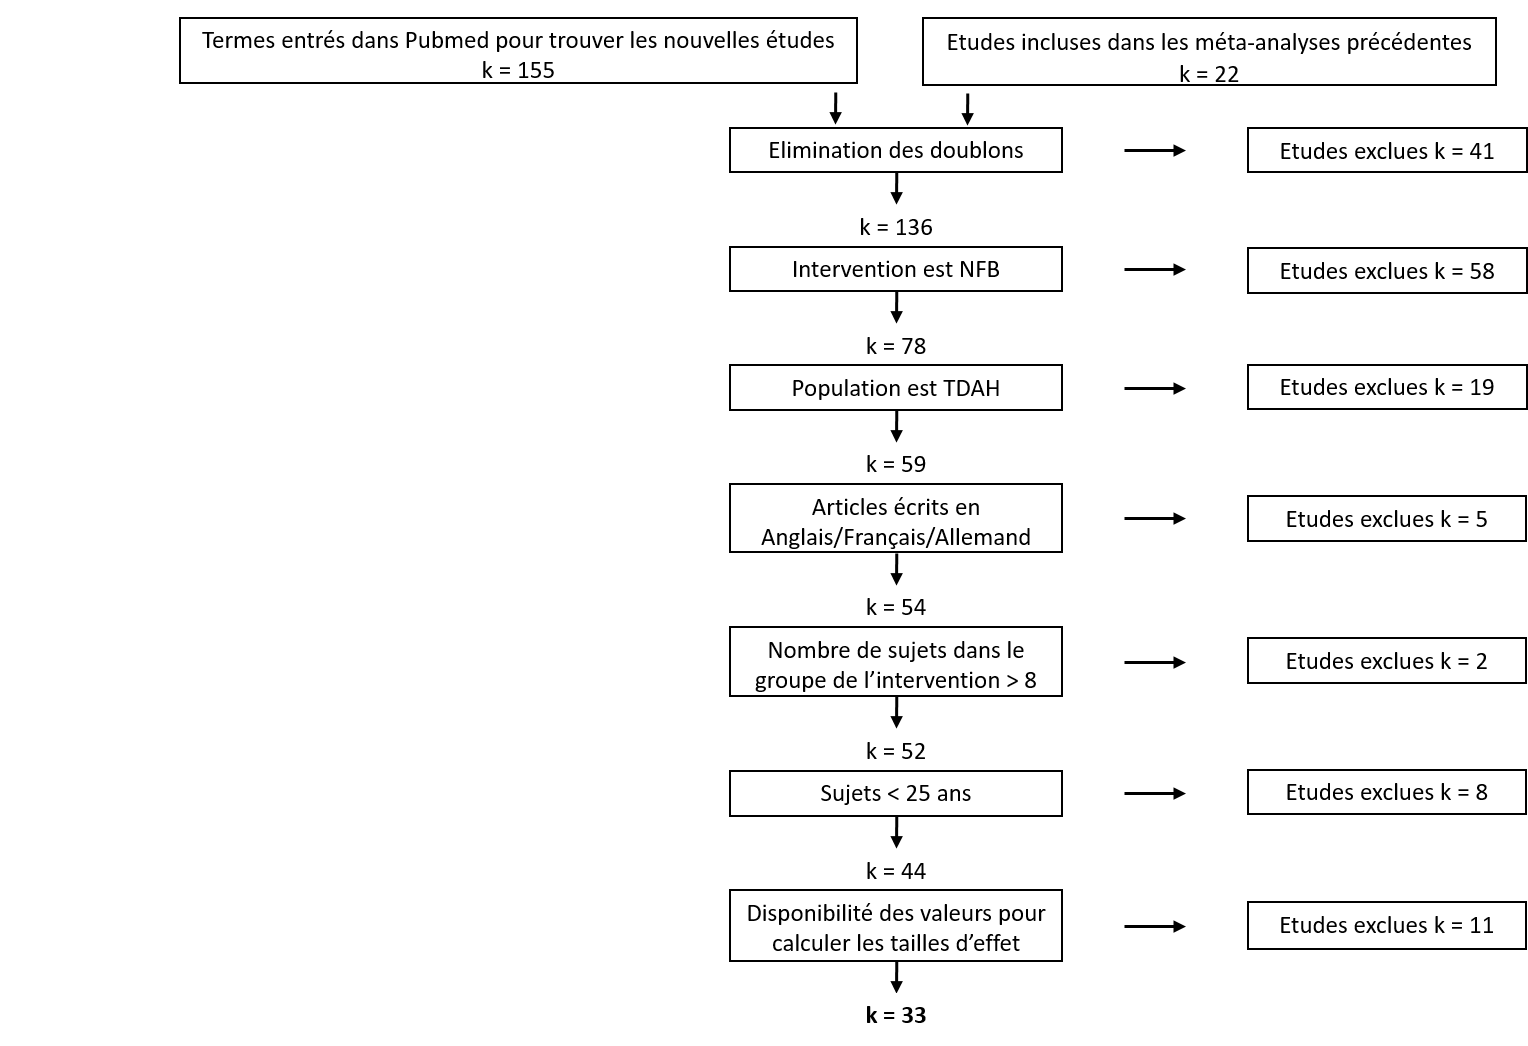 Termes entrés dans Pubmed pour trouver les nouvelles études
k = 155
Etudes incluses dans les méta-analyses précédentes
k = 22
Elimination des doublons
Etudes exclues k = 41
k = 136
Intervention est NFB
Etudes exclues k = 58
k = 78
Population est TDAH
Etudes exclues k = 19
k = 59
Articles écrits en
Anglais/Français/Allemand
Etudes exclues k = 5
k = 54
Nombre de sujets dans le
groupe de l’intervention > 8
Etudes exclues k = 2
k = 52
Sujets < 25 ans
Etudes exclues k = 8
k = 44
Disponibilité des valeurs pour
calculer les tailles d’effet
Etudes exclues k = 11
k = 33